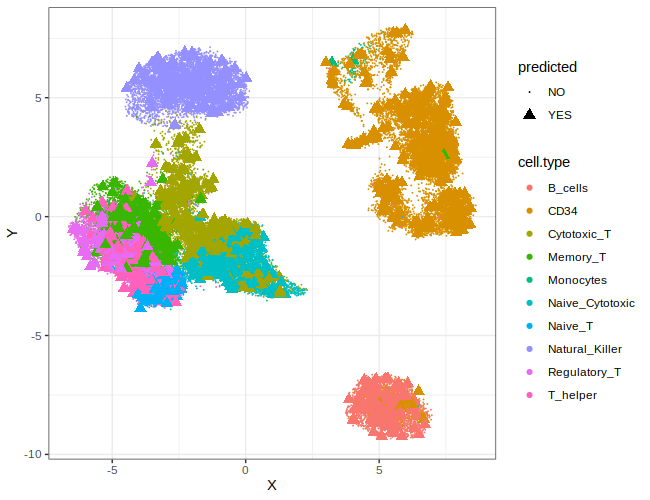 predicted
NO
YES
cell.type
B_cells
CD34
Cytotoxic_T
Memory_T
Monocytes
Naive_Cytotoxic
Naive_T
Natural_Killer
Regulatory_T
T_helper
5
0
-5
-10
Y
-5
0
5
X